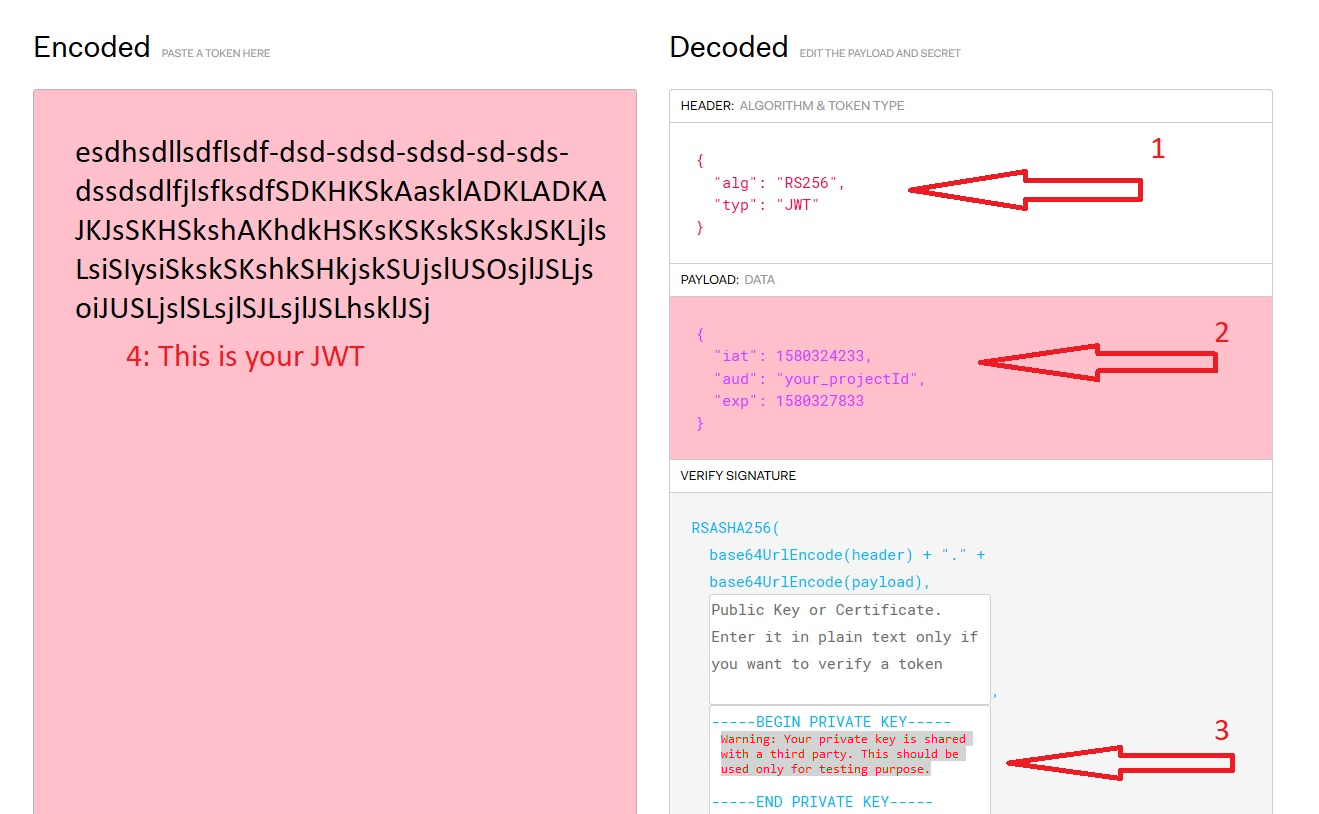 Encoded PASTE A TOKEN HERE
esdhsdllsdflsdf-dsd-sdsd-sdsd-sd-sds-
dssdsdlfjlsfksdfSDKHKSkAasklADKLADKA
JKJsSKHSkshAKhdkHSKsKSKskSKskJSKLjls
LsiSIysiSkskSKshkSHkjskSUjslUSOsjlJSLjs
oiJUSLjslSLsjlSJLsjlJSLhsklJSj
4: This is your JWT
Decoded EDIT THE PAYLOAD AND SECRET
HEADER: ALGORITHM & TOKEN TYPE
1
{
"alg": "RS256",
"typ": "JWT"
}
PAYLOAD: DATA
2
{
"iat": 1580324233,
"aud": "your_projectId",
"exp": 1580327833
}
VERIFY SIGNATURE
RSASHA256(
base64UrlEncode(header) + "." +
base64UrlEncode(payload),
Public Key or Certificate.
Enter it in plain text only if
you want to verify a token
,
3
-----BEGIN PRIVATE KEY-----
Warning: Your private key is shared
with a third party. This should be
used only for testing purpose.
-----END PRIVATE KEY-----